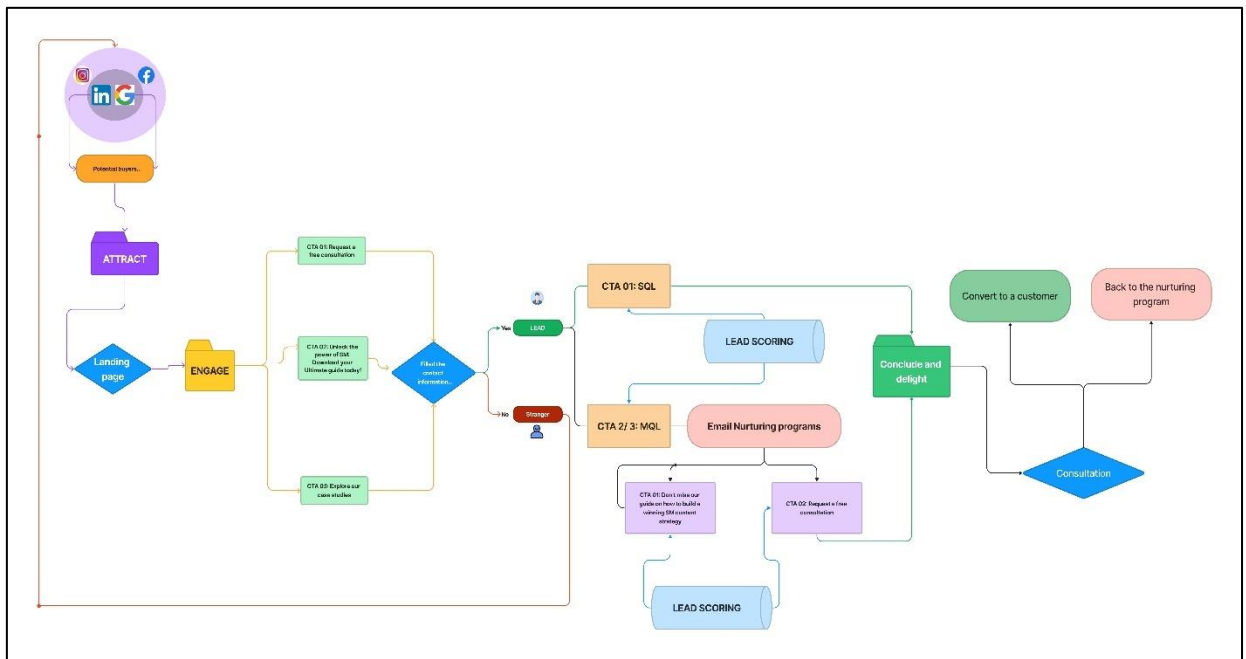 in G
Potential buyers..
ATTRACT
Landing
page
ENGAGE
CTA 01: Request a
free consultation
CTA 02: Unlock the
power of SM
Download your
Ultimate guide today!
CTA 03: Explore our
case studies
Filled the
contact
information...
Yes
LEAD
No
Stranger
CTA 01: SQL
LEAD SCORING
CTA 2/ 3: MQL
Email Nurturing programs
CTA 01: Don't miss our
guide on how to build a
winning SM content
strategy
CTA 02: Request a free
consultation
LEAD SCORING
Conclude and
delight
Convert to a customer
Back to the nurturing
program
Consultation